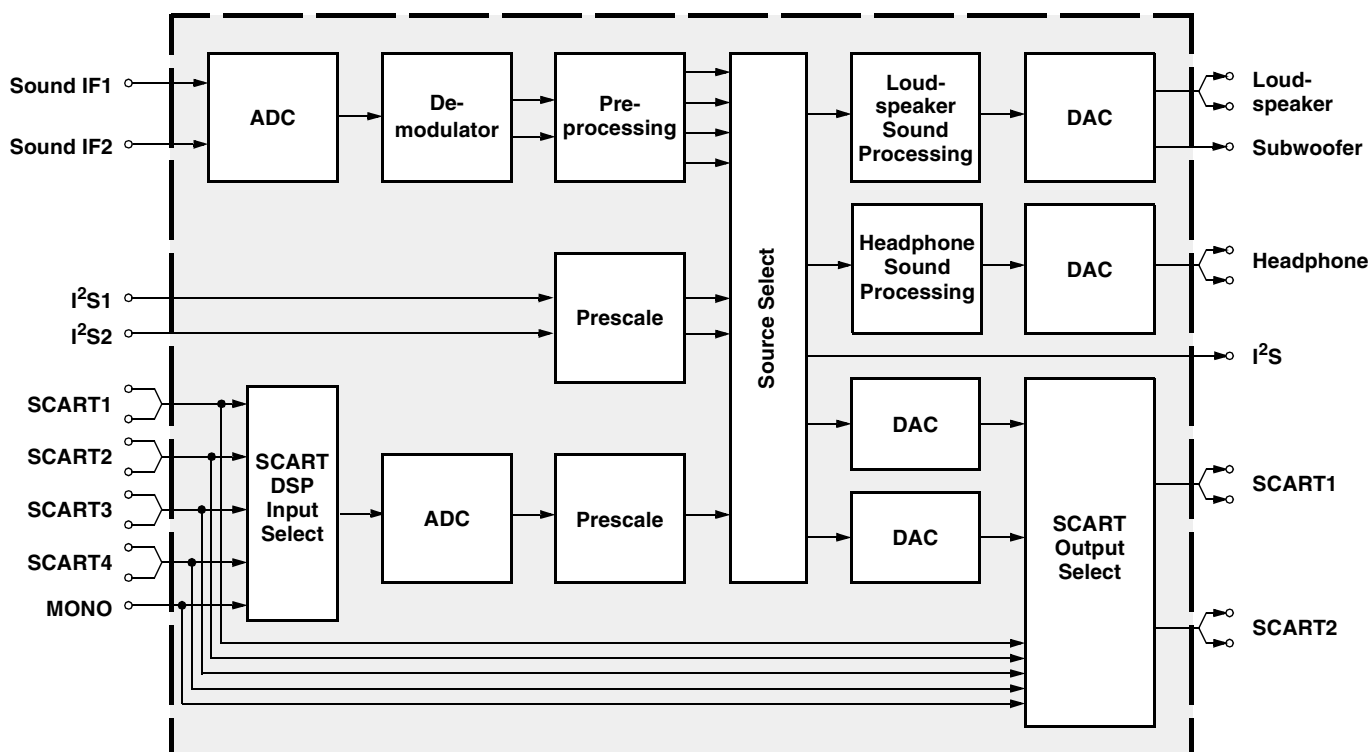 Sound IF1
Sound IF2
I²S1
I²S2
SCART1
SCART2
SCART3
SCART4
MONO
ADC
De-
modulator
Pre-
processing
Prescale
SCART
DSP
Input
Select
ADC
Prescale
Source Select
Loud-
speaker
Sound
Processing
DAC
Headphone
Sound
Processing
DAC
DAC
DAC
SCART
Output
Select
Loud-
speaker
Subwoofer
Headphone
I²S
SCART1
SCART2